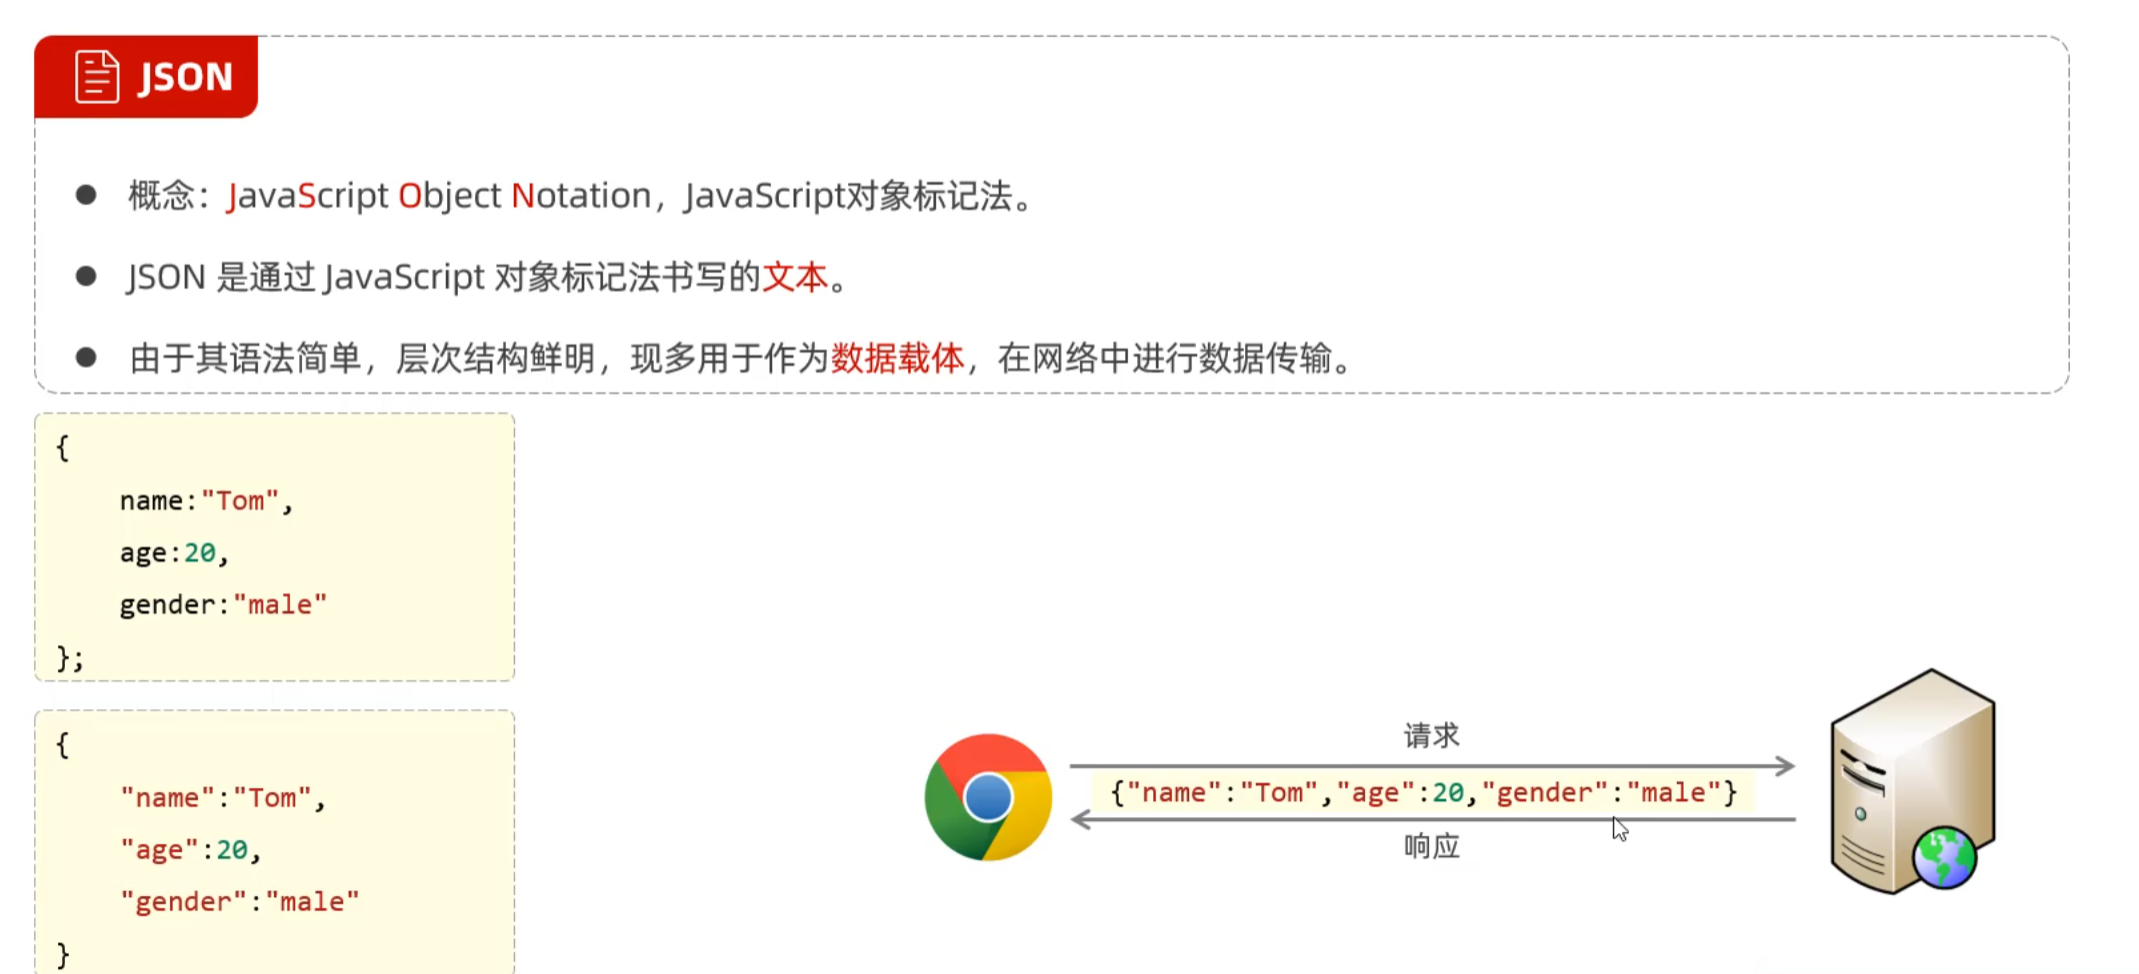 JSON
概念：JavaScript Object Notation，JavaScript对象标记法。
JSON 是通过 JavaScript 对象标记法书写的文本。
由于其语法简单，层次结构鲜明，现多用于作为数据载体，在网络中进行数据传输。
{
name:"Tom",
age:20,
gender:"male"
};
{
"name":"Tom",
"age":20,
"gender":"male"
}
请求
{"name":"Tom","age":20,"gender":"male"}
响应